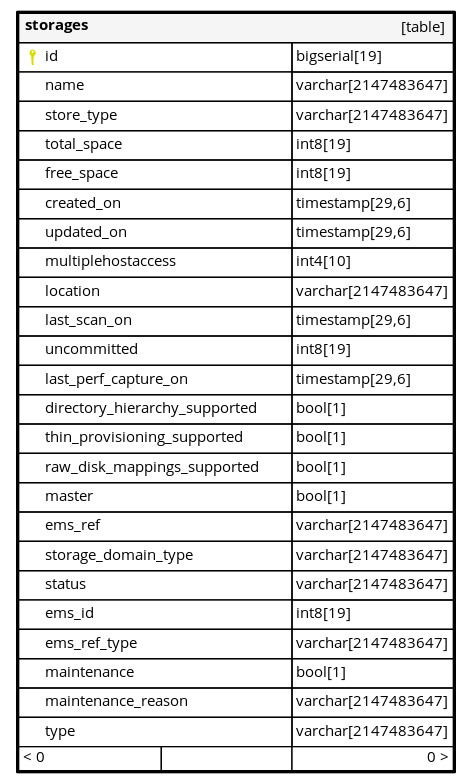 storages [table]
id bigserial[19]
name varchar[2147483647]
store_type varchar[2147483647]
total_space int8[19]
free_space int8[19]
created_on timestamp[29,6]
updated_on timestamp[29,6]
multiplehostaccess int4[10]
location varchar[2147483647]
last_scan_on timestamp[29,6]
uncommitted int8[19]
last_perf_capture_on timestamp[29,6]
directory_hierarchy_supported bool[1]
thin_provisioning_supported bool[1]
raw_disk_mappings_supported bool[1]
master bool[1]
ems_ref varchar[2147483647]
storage_domain_type varchar[2147483647]
status varchar[2147483647]
ems_id int8[19]
ems_ref_type varchar[2147483647]
maintenance bool[1]
maintenance_reason varchar[2147483647]
type varchar[2147483647]
< 0 0 >